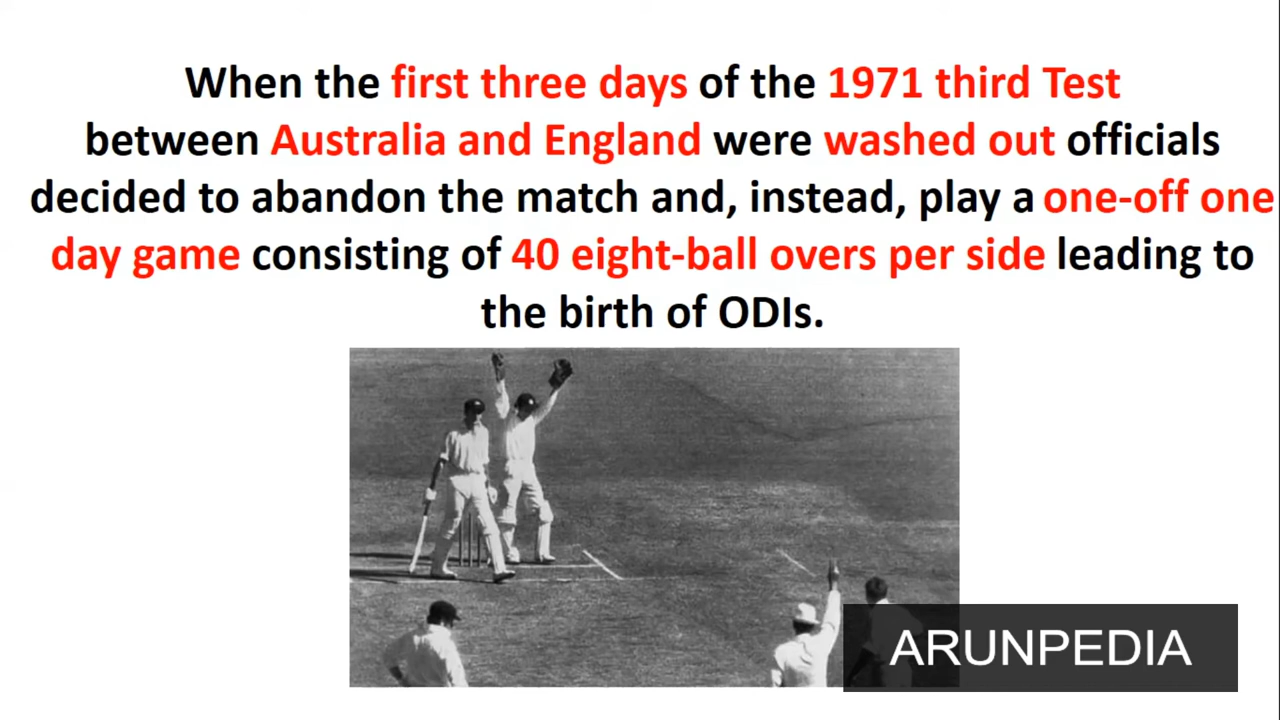 When the first three days of the 1971 third Test
between Australia and England were washed out officials
decided to abandon the match and, instead, play a one-off one
day game consisting of 40 eight-ball overs per side leading to
the birth of ODIs.
ARUNPEDIA